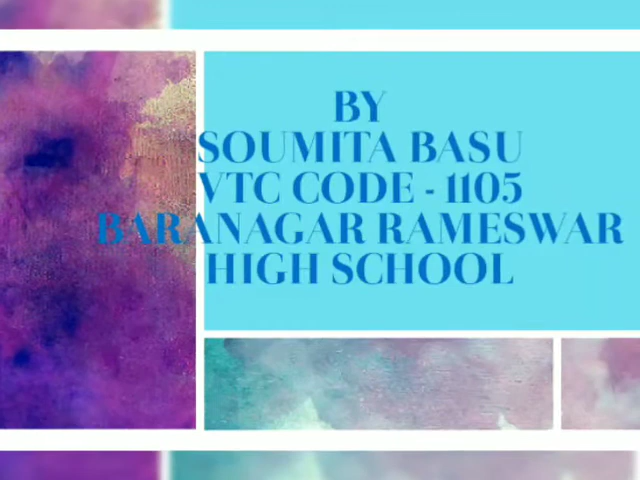 BY
SOUMITA BASU
VTC CODE - 1105
BARANAGAR RAMESWAR
HIGH SCHOOL